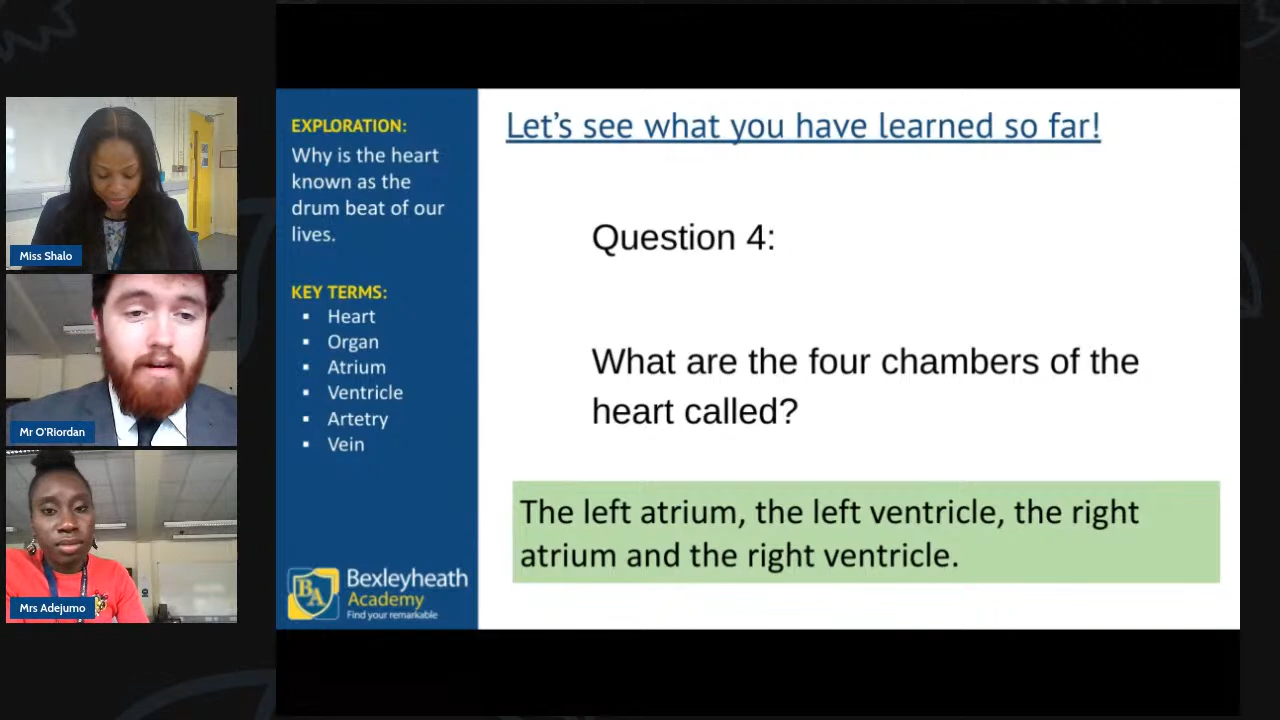 Miss Shalo
Mr O'Riordan
Mrs Adejumo
EXPLORATION:
Why is the heart
known as the
drum beat of our
lives.
KEY TERMS:
▪ Heart
▪ Organ
▪ Atrium
▪ Ventricle
▪ Artetry
▪ Vein
BA
Bexleyheath
Academy
Find your remarkable
Let's see what you have learned so far!
Question 4:
What are the four chambers of the
heart called?
The left atrium, the left ventricle, the right
atrium and the right ventricle.